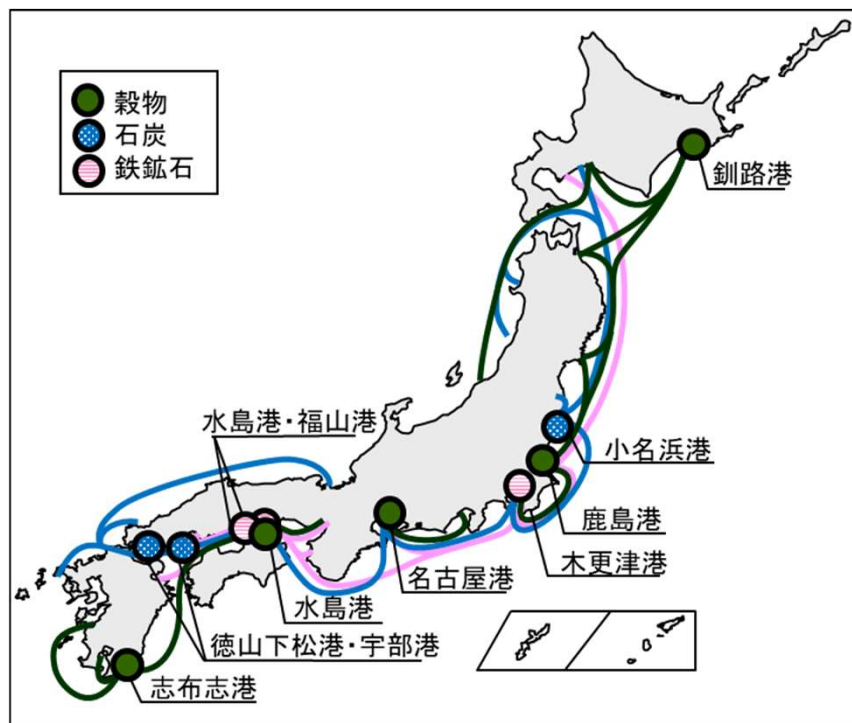 穀物
石炭
鉄鉱石
釧路港
水島港・福山港
小名浜港
鹿島港
木更津港
名古屋港
水島港
徳山下松港・宇部港
志布志港